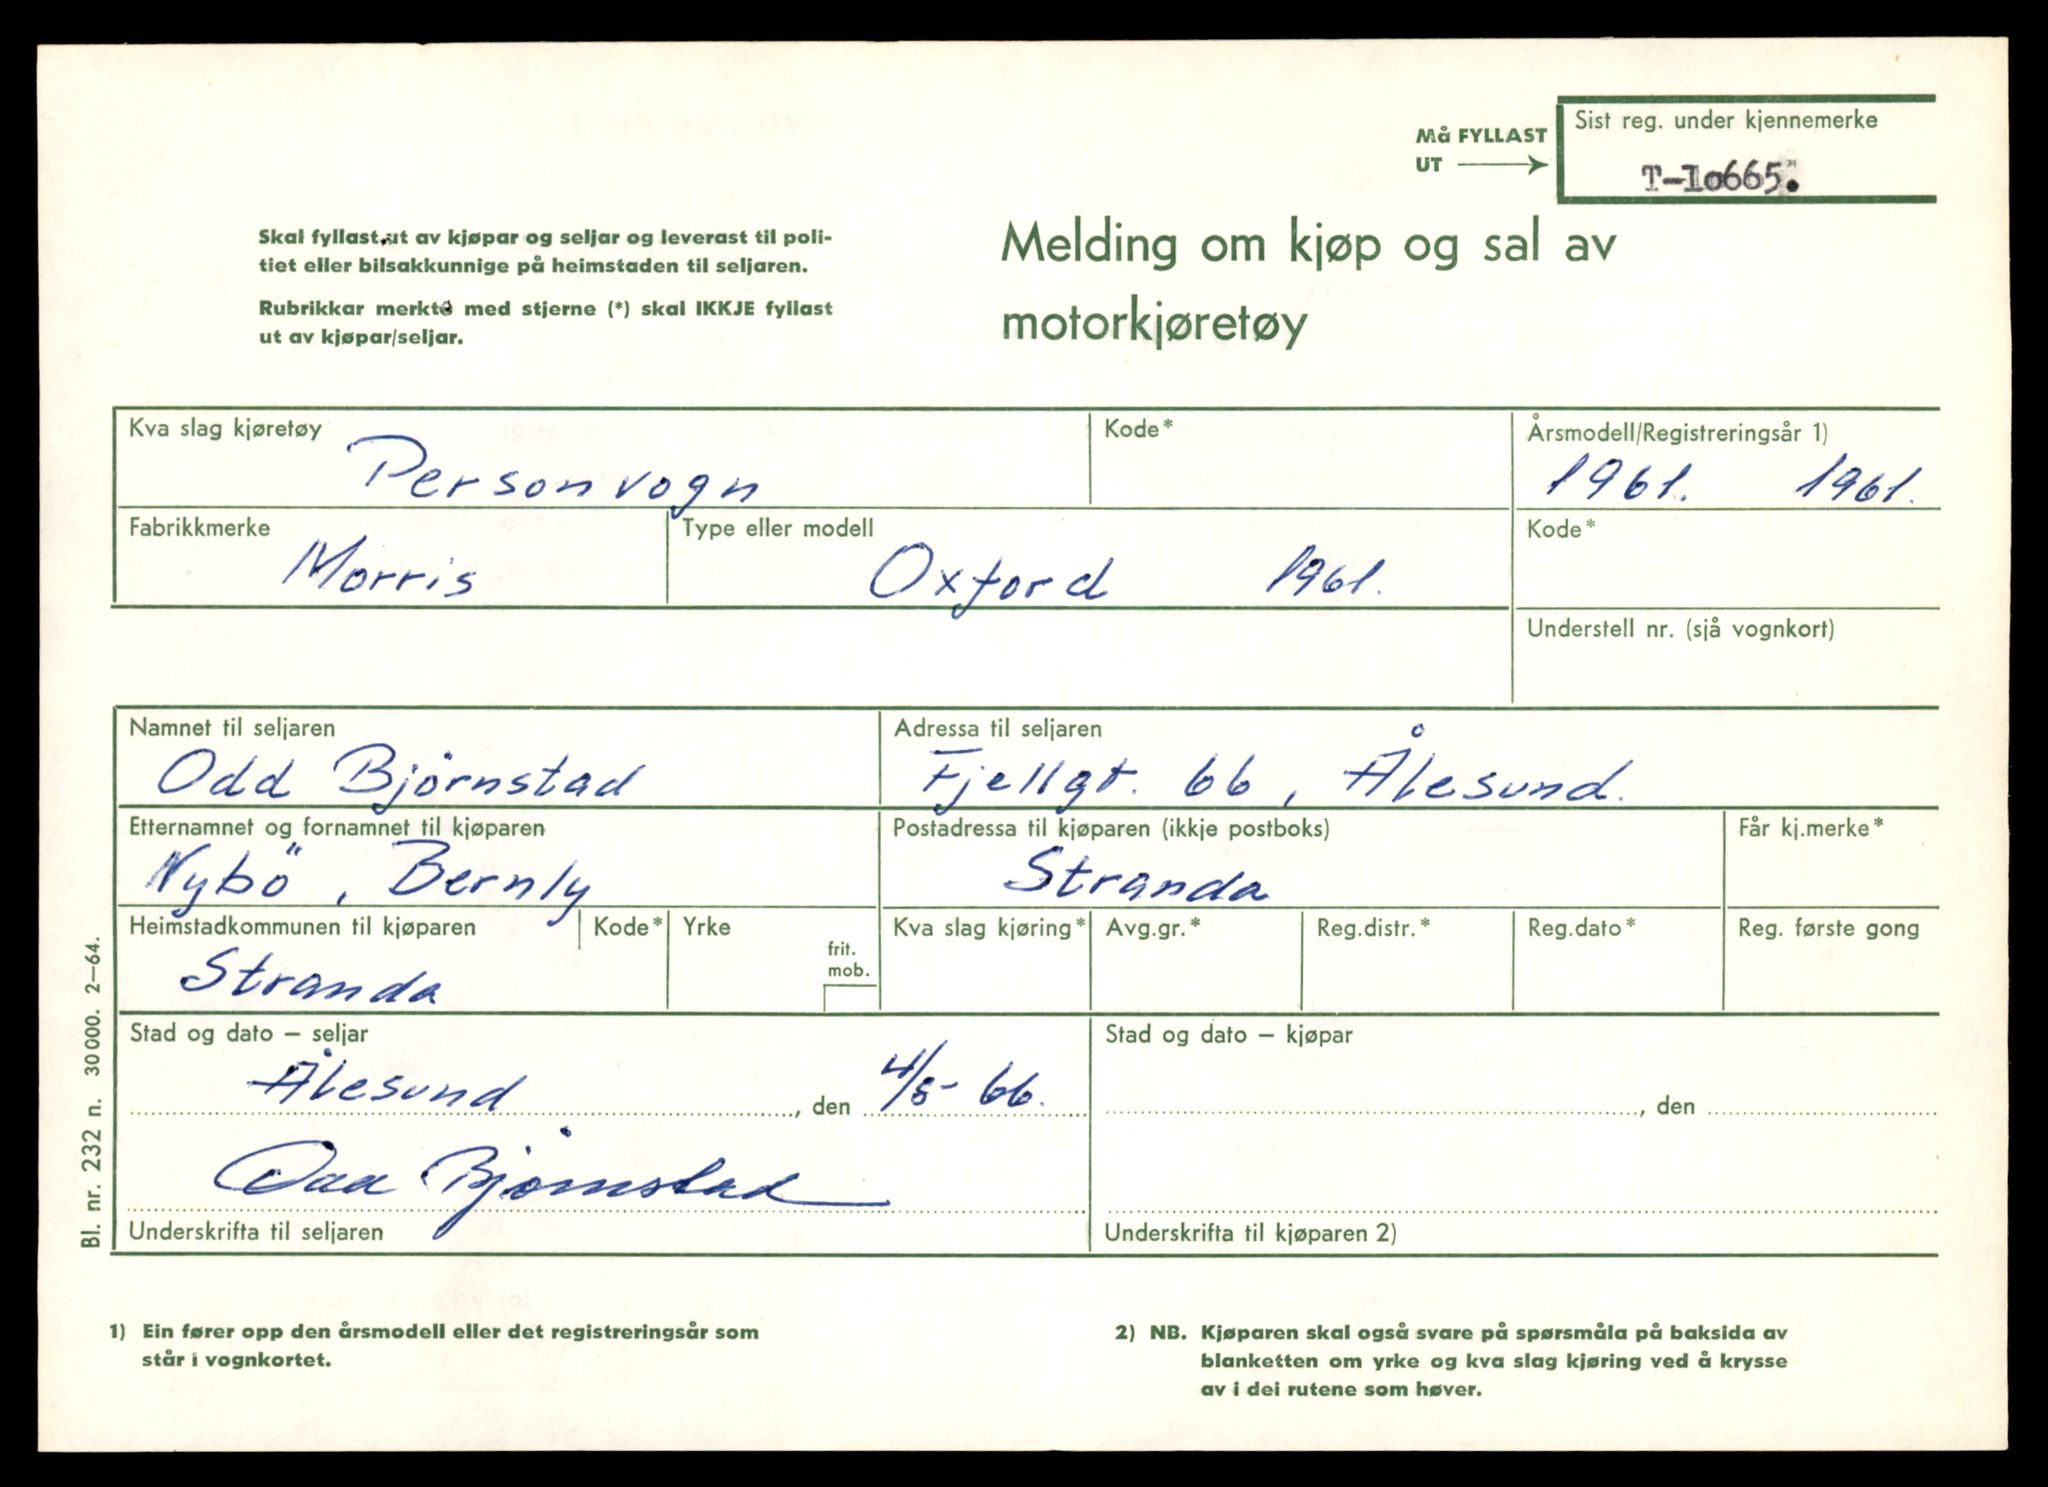 Må FYLLAST
UT
Sist reg. under kjennemerke
T-10665.
Skal fyllast ut av kjøpar og seljar og leverast til poli-
tiet eller bilsakkunnige på heimstaden til seljaren.
Rubrikkar merkte med stjerne (*) skal IKKJE fyllast
ut av kjøpar/seljar.
Melding om kjøp og sal av
motorkjøretøy
Kva slag kjøretøy
Kode*
Årsmodell/Registreringsår 1)
Personvogn
1961. 1961.
Fabrikkmerke
Type eller modell
Kode*
Morris
Oxford 1961.
Understell nr. (sjå vognkort)
Namnet til seljaren
Adressa til seljaren
Odd Björnstad
Fjellgt. 66, Ålesund.
Etternamnet og fornamnet til kjøparen
Postadressa til kjøparen (ikkje postboks)
Får kj.merke*
Nybö, Bernly
Stranda
Heimstadkommunen til kjøparen
Kode*
Yrke
frit.
mob.
Kva slag kjøring*
Avg.gr.*
Reg.distr.*
Reg.dato*
Reg. første gong
Stranda
Stad og dato – seljar
Stad og dato – kjøpar
Ålesund, den 4/5- 66.
, den
Odd Bjørnstad
Underskrifta til seljaren
Underskrifta til kjøparen 2)
Bl. nr. 232 n. 30000. 2–64.
1) Ein fører opp den årsmodell eller det registreringsår som
står i vognkortet.
2) NB. Kjøparen skal også svare på spørsmåla på baksida av
blanketten om yrke og kva slag kjøring ved å krysse
av i dei rutene som høver.